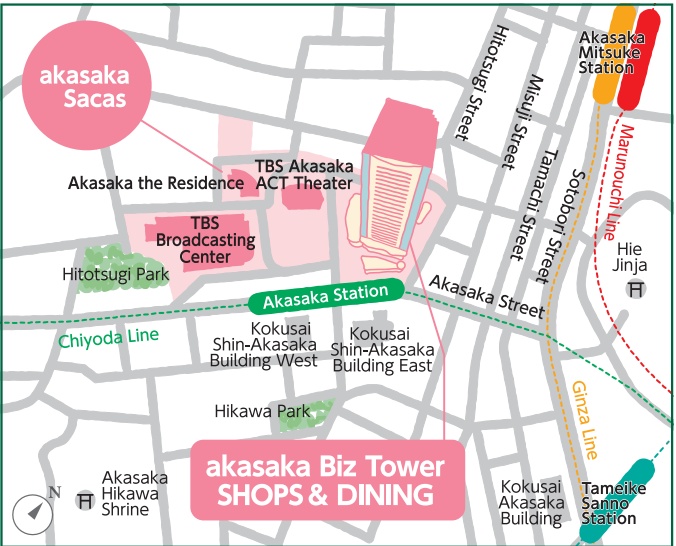 akasaka
Sacas
Akasaka
Mitsuke
Station
Hitotsugi Street
Misuji Street
Tamachi Street
Sotobori Street
Marunouchi Line
TBS Akasaka
ACT Theater
Akasaka the Residence
TBS
Broadcasting
Center
Hitotsugi Park
Hie
Jinja
Akasaka Station
Akasaka Street
Chiyoda Line
Kokusai
Shin-Akasaka
Building West
Kokusai
Shin-Akasaka
Building East
Ginza Line
Hikawa Park
akasaka Biz Tower
SHOPS & DINING
Akasaka
Hikawa
Shrine
N
Kokusai
Akasaka
Building
Tameike
Sanno
Station